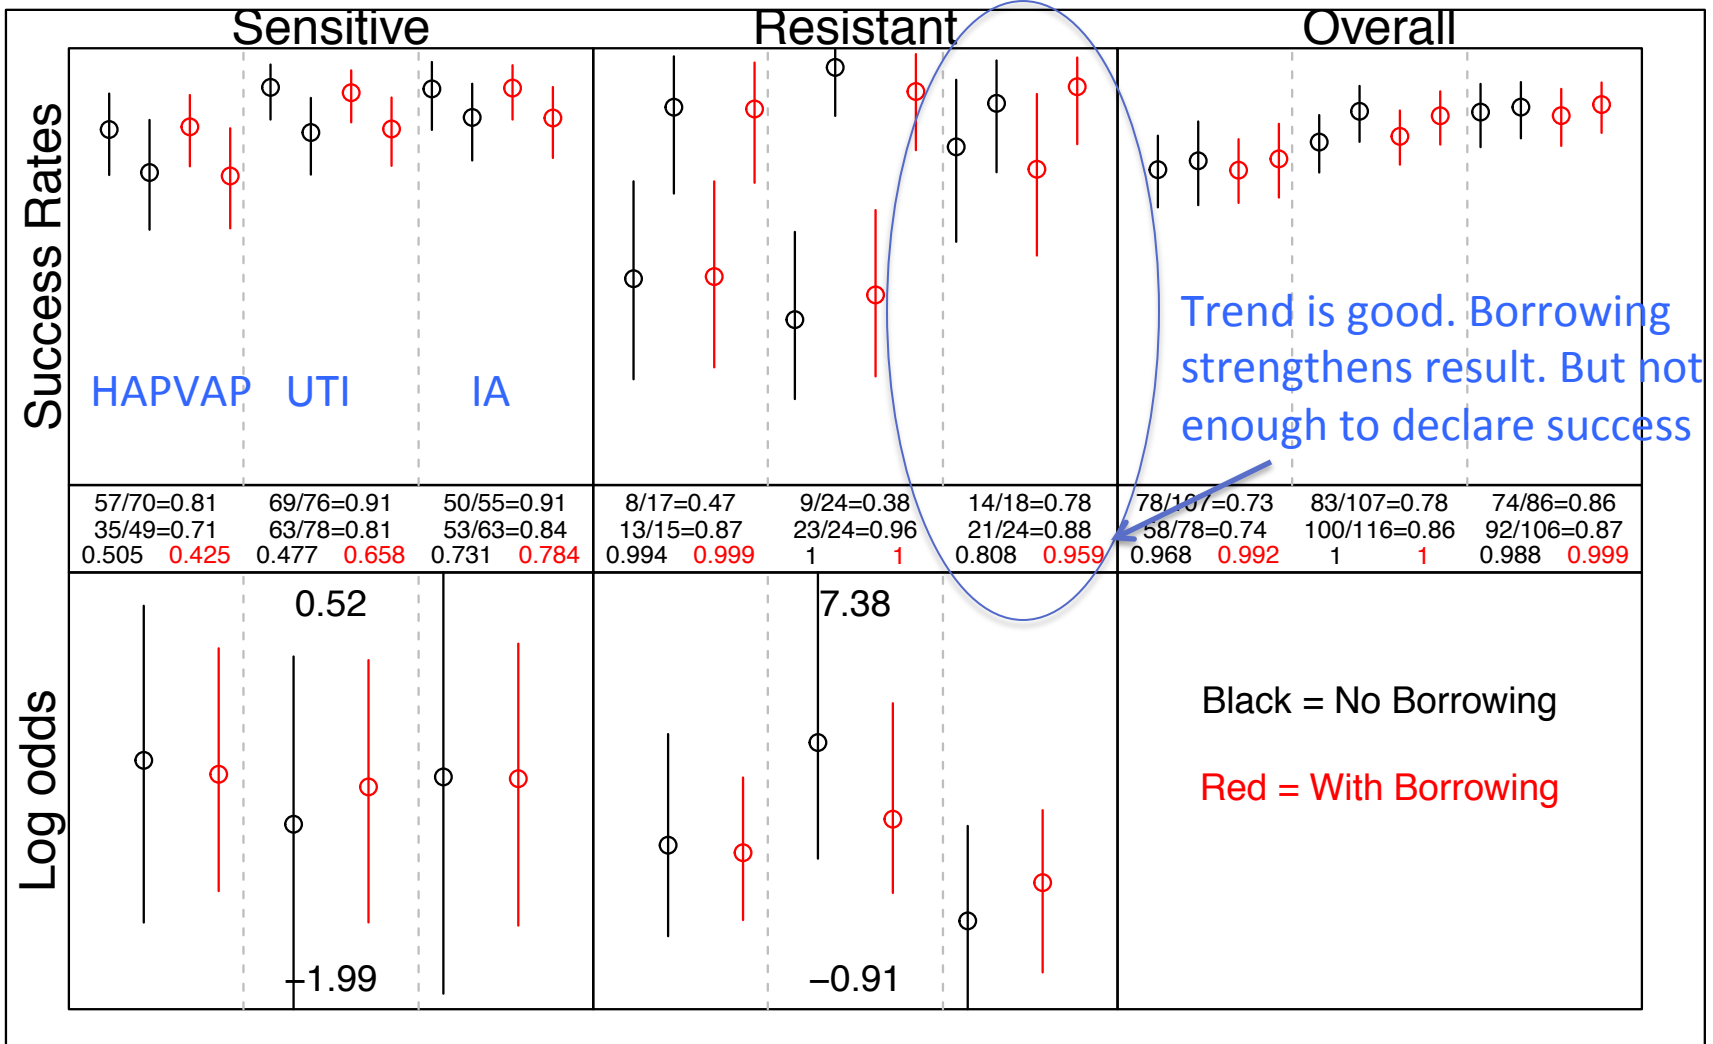 Sensitive Resistant Overall
Success Rates
HAPVAP UTI IA
Trend is good. Borrowing
strengthens result. But not
enough to declare success
57/70=0.81 69/76=0.91 50/55=0.91 8/17=0.47 9/24=0.38 14/18=0.78 78/107=0.73 83/107=0.78 74/86=0.86
35/49=0.71 63/78=0.81 53/63=0.84 13/15=0.87 23/24=0.96 21/24=0.88 58/78=0.74 100/116=0.86 92/106=0.87
0.505 0.425 0.477 0.658 0.731 0.784 0.994 0.999 1 1 0.808 0.959 0.968 0.992 1 1 0.988 0.999
Log odds
0.52 7.38
Black = No Borrowing
Red = With Borrowing
−1.99 −0.91